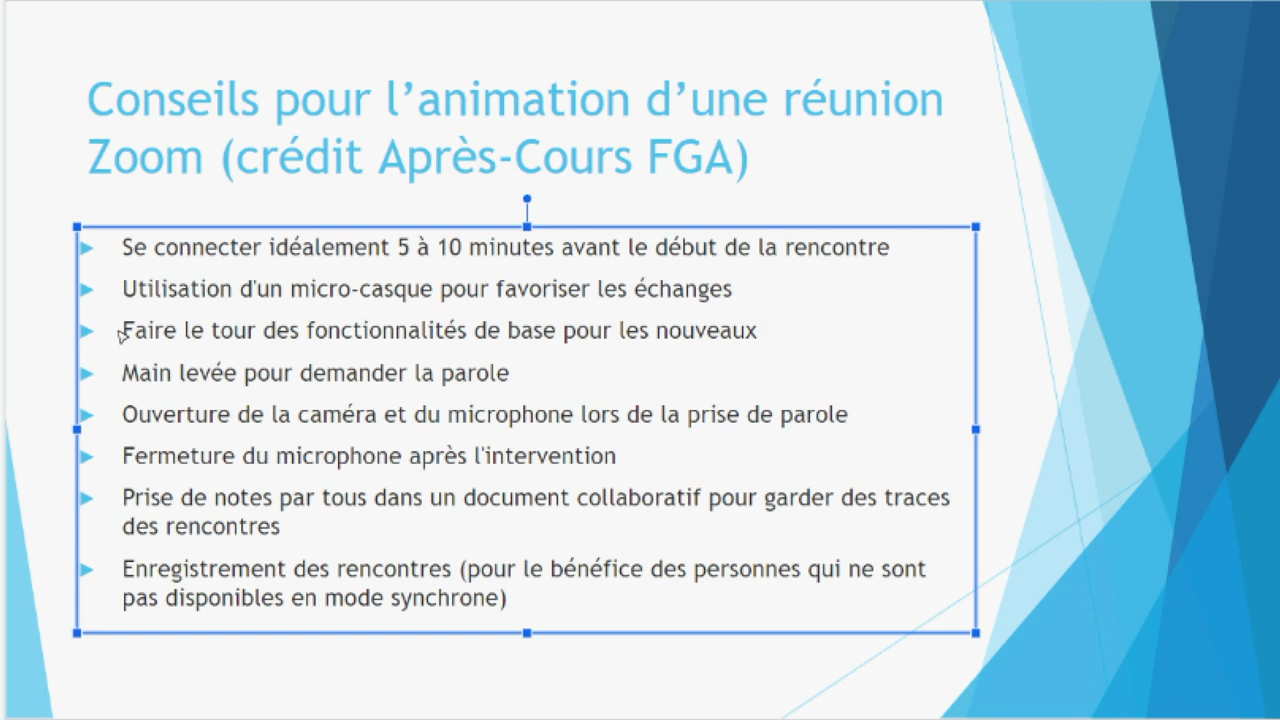 Conseils pour l’animation d’une réunion
Zoom (crédit Après-Cours FGA)
Se connecter idéalement 5 à 10 minutes avant le début de la rencontre
Utilisation d'un micro-casque pour favoriser les échanges
Faire le tour des fonctionnalités de base pour les nouveaux
Main levée pour demander la parole
Ouverture de la caméra et du microphone lors de la prise de parole
Fermeture du microphone après l'intervention
Prise de notes par tous dans un document collaboratif pour garder des traces
des rencontres
Enregistrement des rencontres (pour le bénéfice des personnes qui ne sont
pas disponibles en mode synchrone)